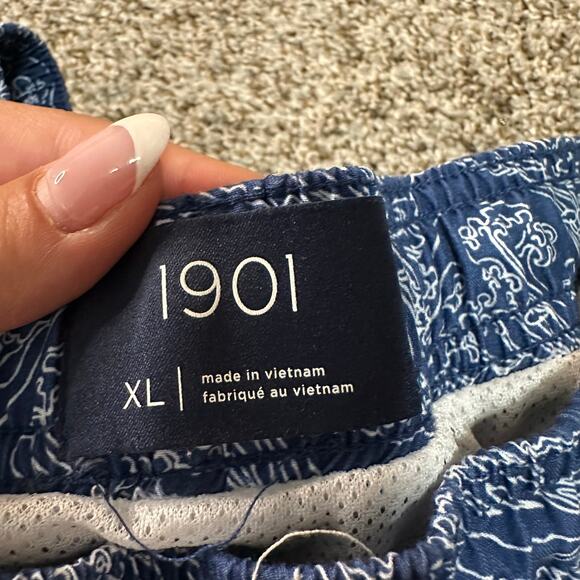 1901
XL
made in vietnam
fabriqué au vietnam